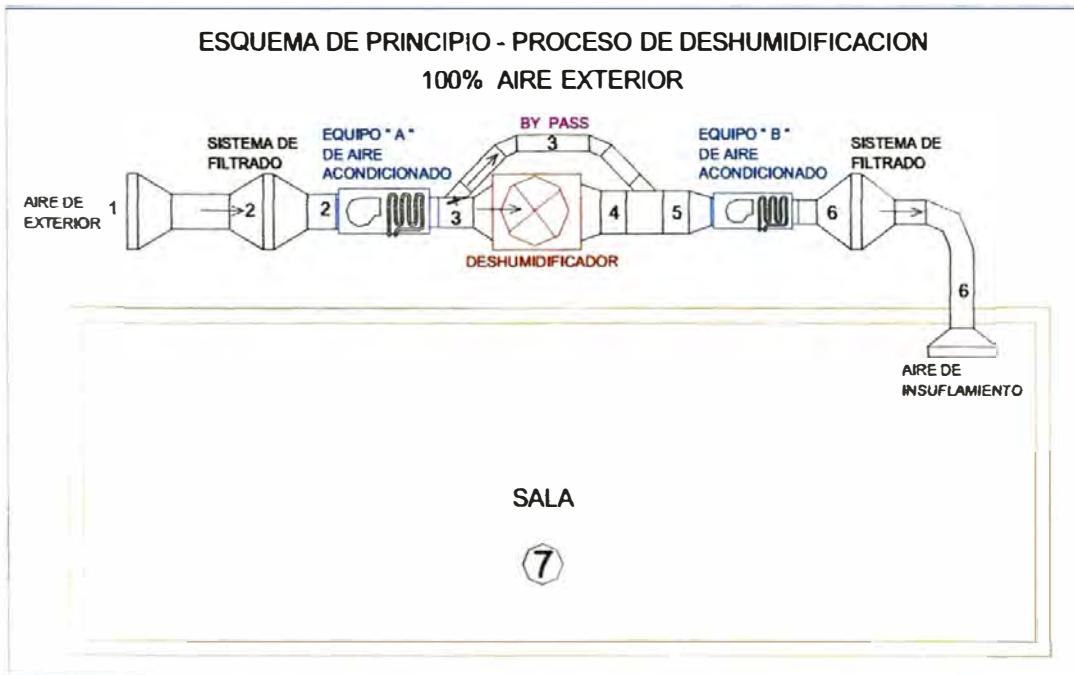 ESQUEMA DE PRINCIPIO - PROCESO DE DESHUMIDIFICACION
100% AIRE EXTERIOR
BY PASS
SISTEMA DE
FILTRADO
EQUIPO "A"
DE AIRE
ACONDICIONADO
3
EQUIPO "B"
DE AIRE
ACONDICIONADO
SISTEMA DE
FILTRADO
AIRE DE
EXTERIOR
1
2
2
3
4
5
6
DESHUMIDIFICADOR
6
AIRE DE
INSUFLAMIENTO
SALA
7